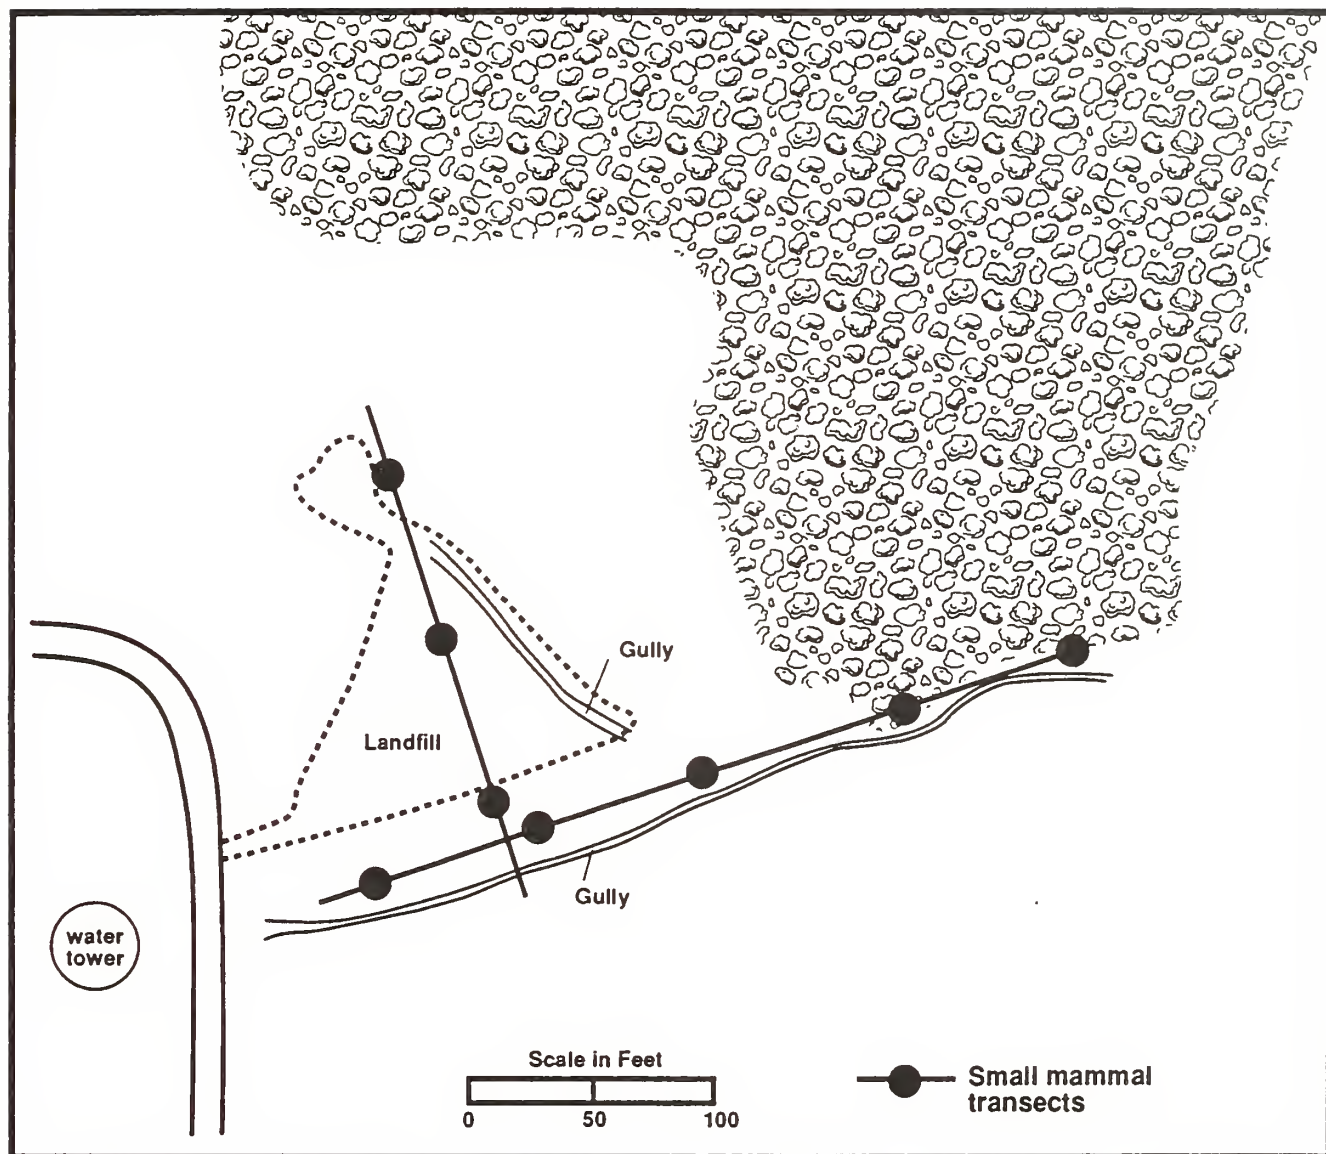 Gully
Landfill
Gully
water
tower
Scale in Feet
0 50 100
Small mammal
transects